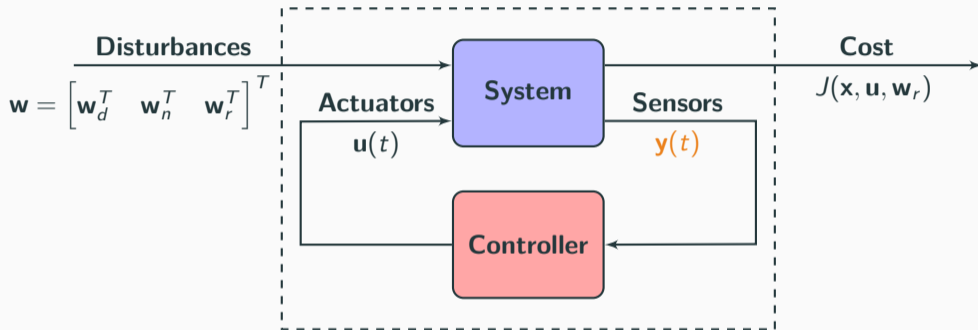 Disturbances
w = [w_d^T w_n^T w_r^T]^T
Actuators
u(t)
System
Sensors
y(t)
Cost
J(x, u, w_r)
Controller